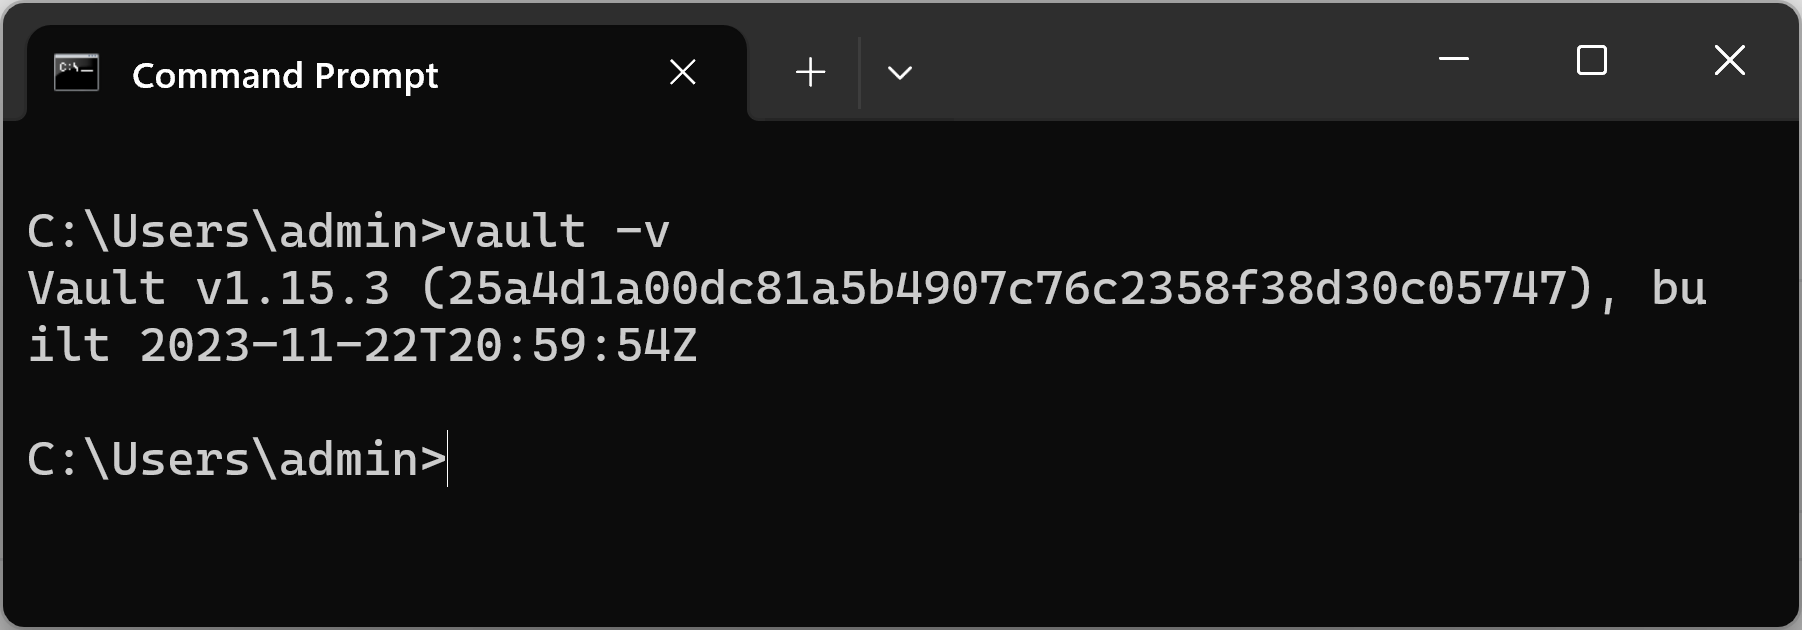 Command Prompt
C:\Users\admin>vault -v
Vault v1.15.3 (25a4d1a00dc81a5b4907c76c2358f38d30c05747), bu
ilt 2023-11-22T20:59:54Z
C:\Users\admin>